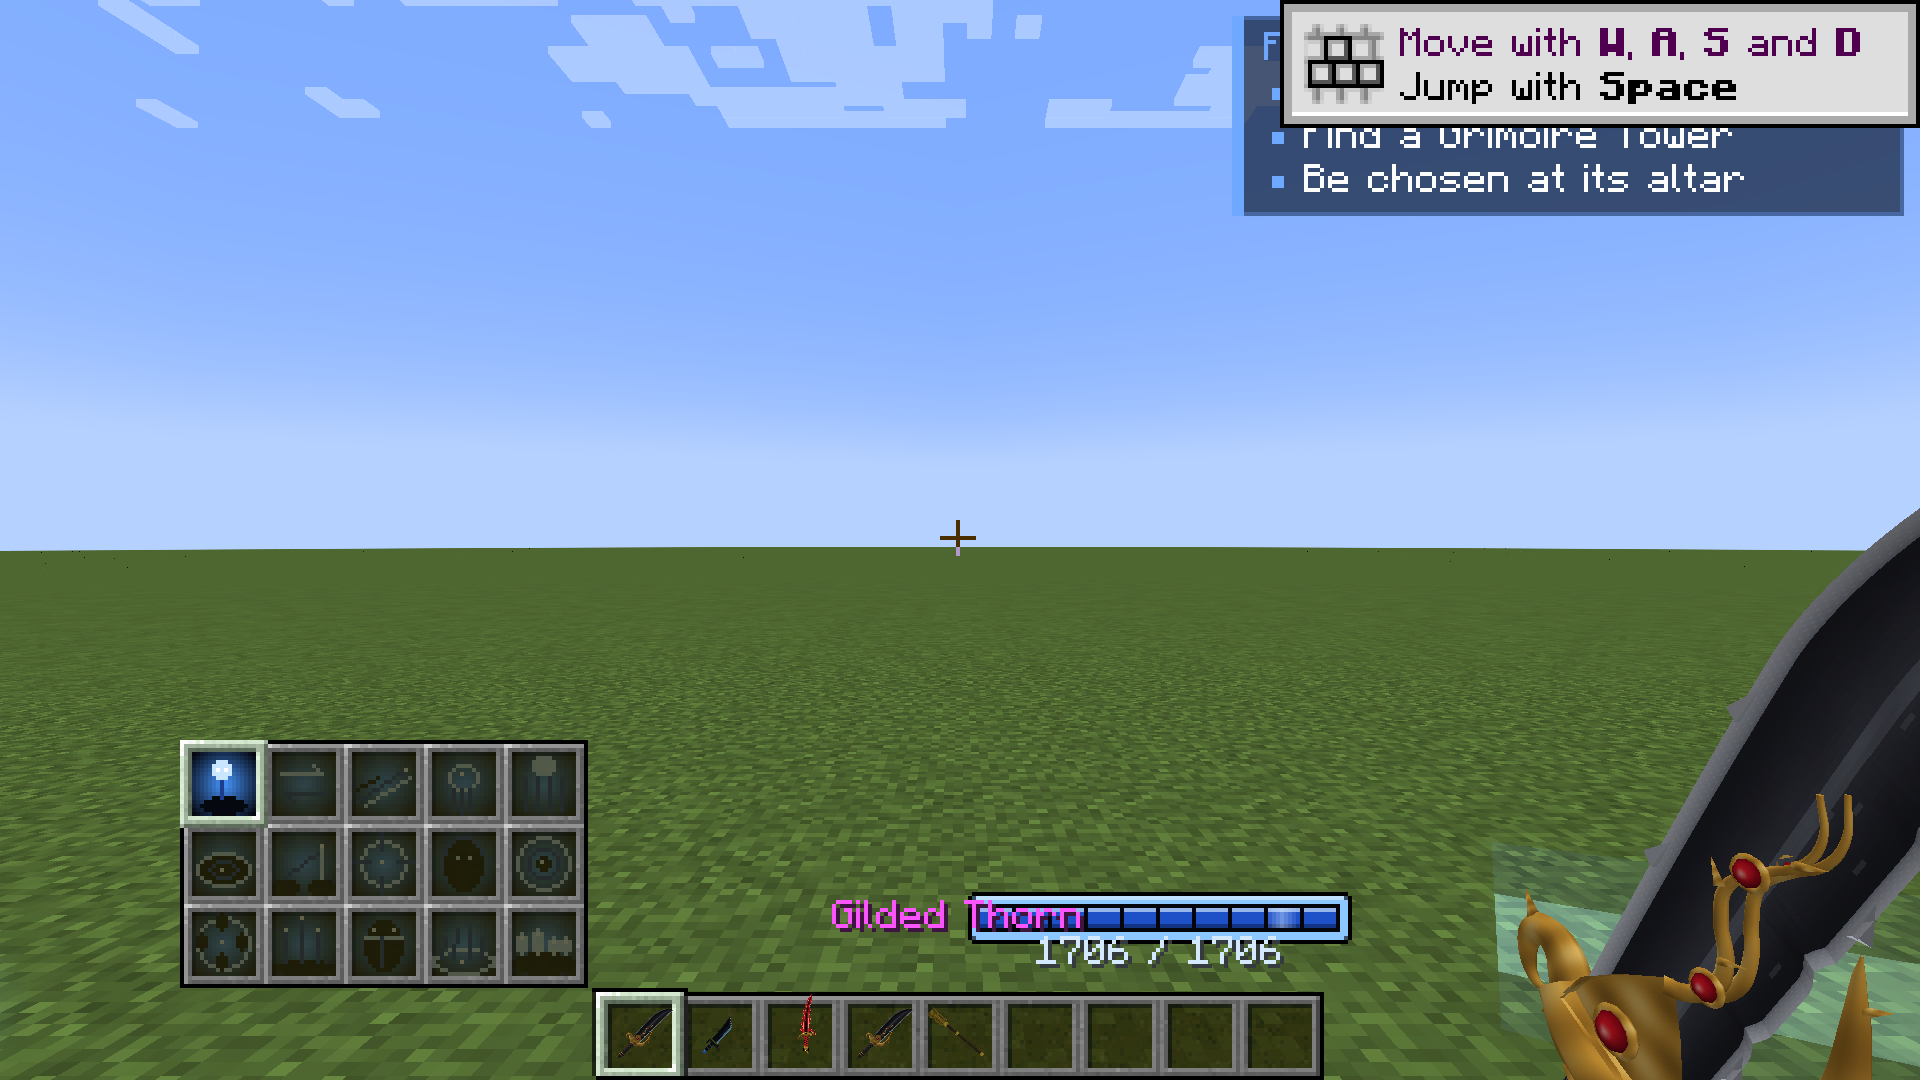 Move with W, A, S and D
Jump with Space
Find a Grimoire Tower
Be chosen at its altar
Gilded Thorn
1706 / 1706